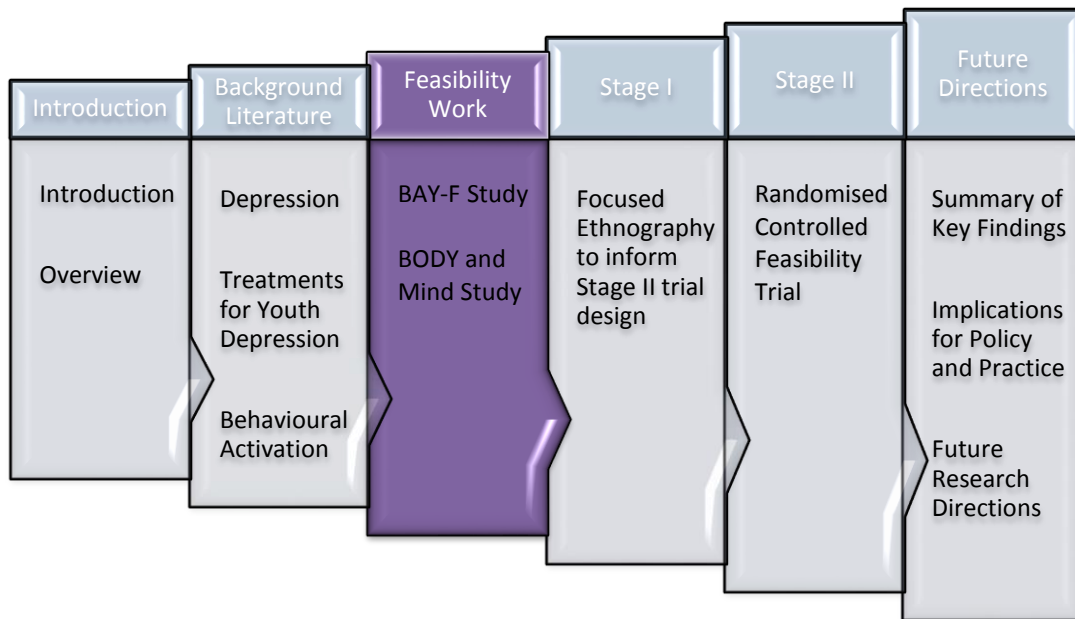 Introduction
Introduction
Overview
Background
Literature
Depression
Treatments
for Youth
Depression
Behavioural
Activation
Feasibility
Work
BAY-F Study
BODY and
Mind Study
Stage I
Focused
Ethnography
to inform
Stage II trial
design
Stage II
Randomised
Controlled
Feasibility
Trial
Future
Directions
Summary of
Key Findings
Implications
for Policy
and Practice
Future
Research
Directions